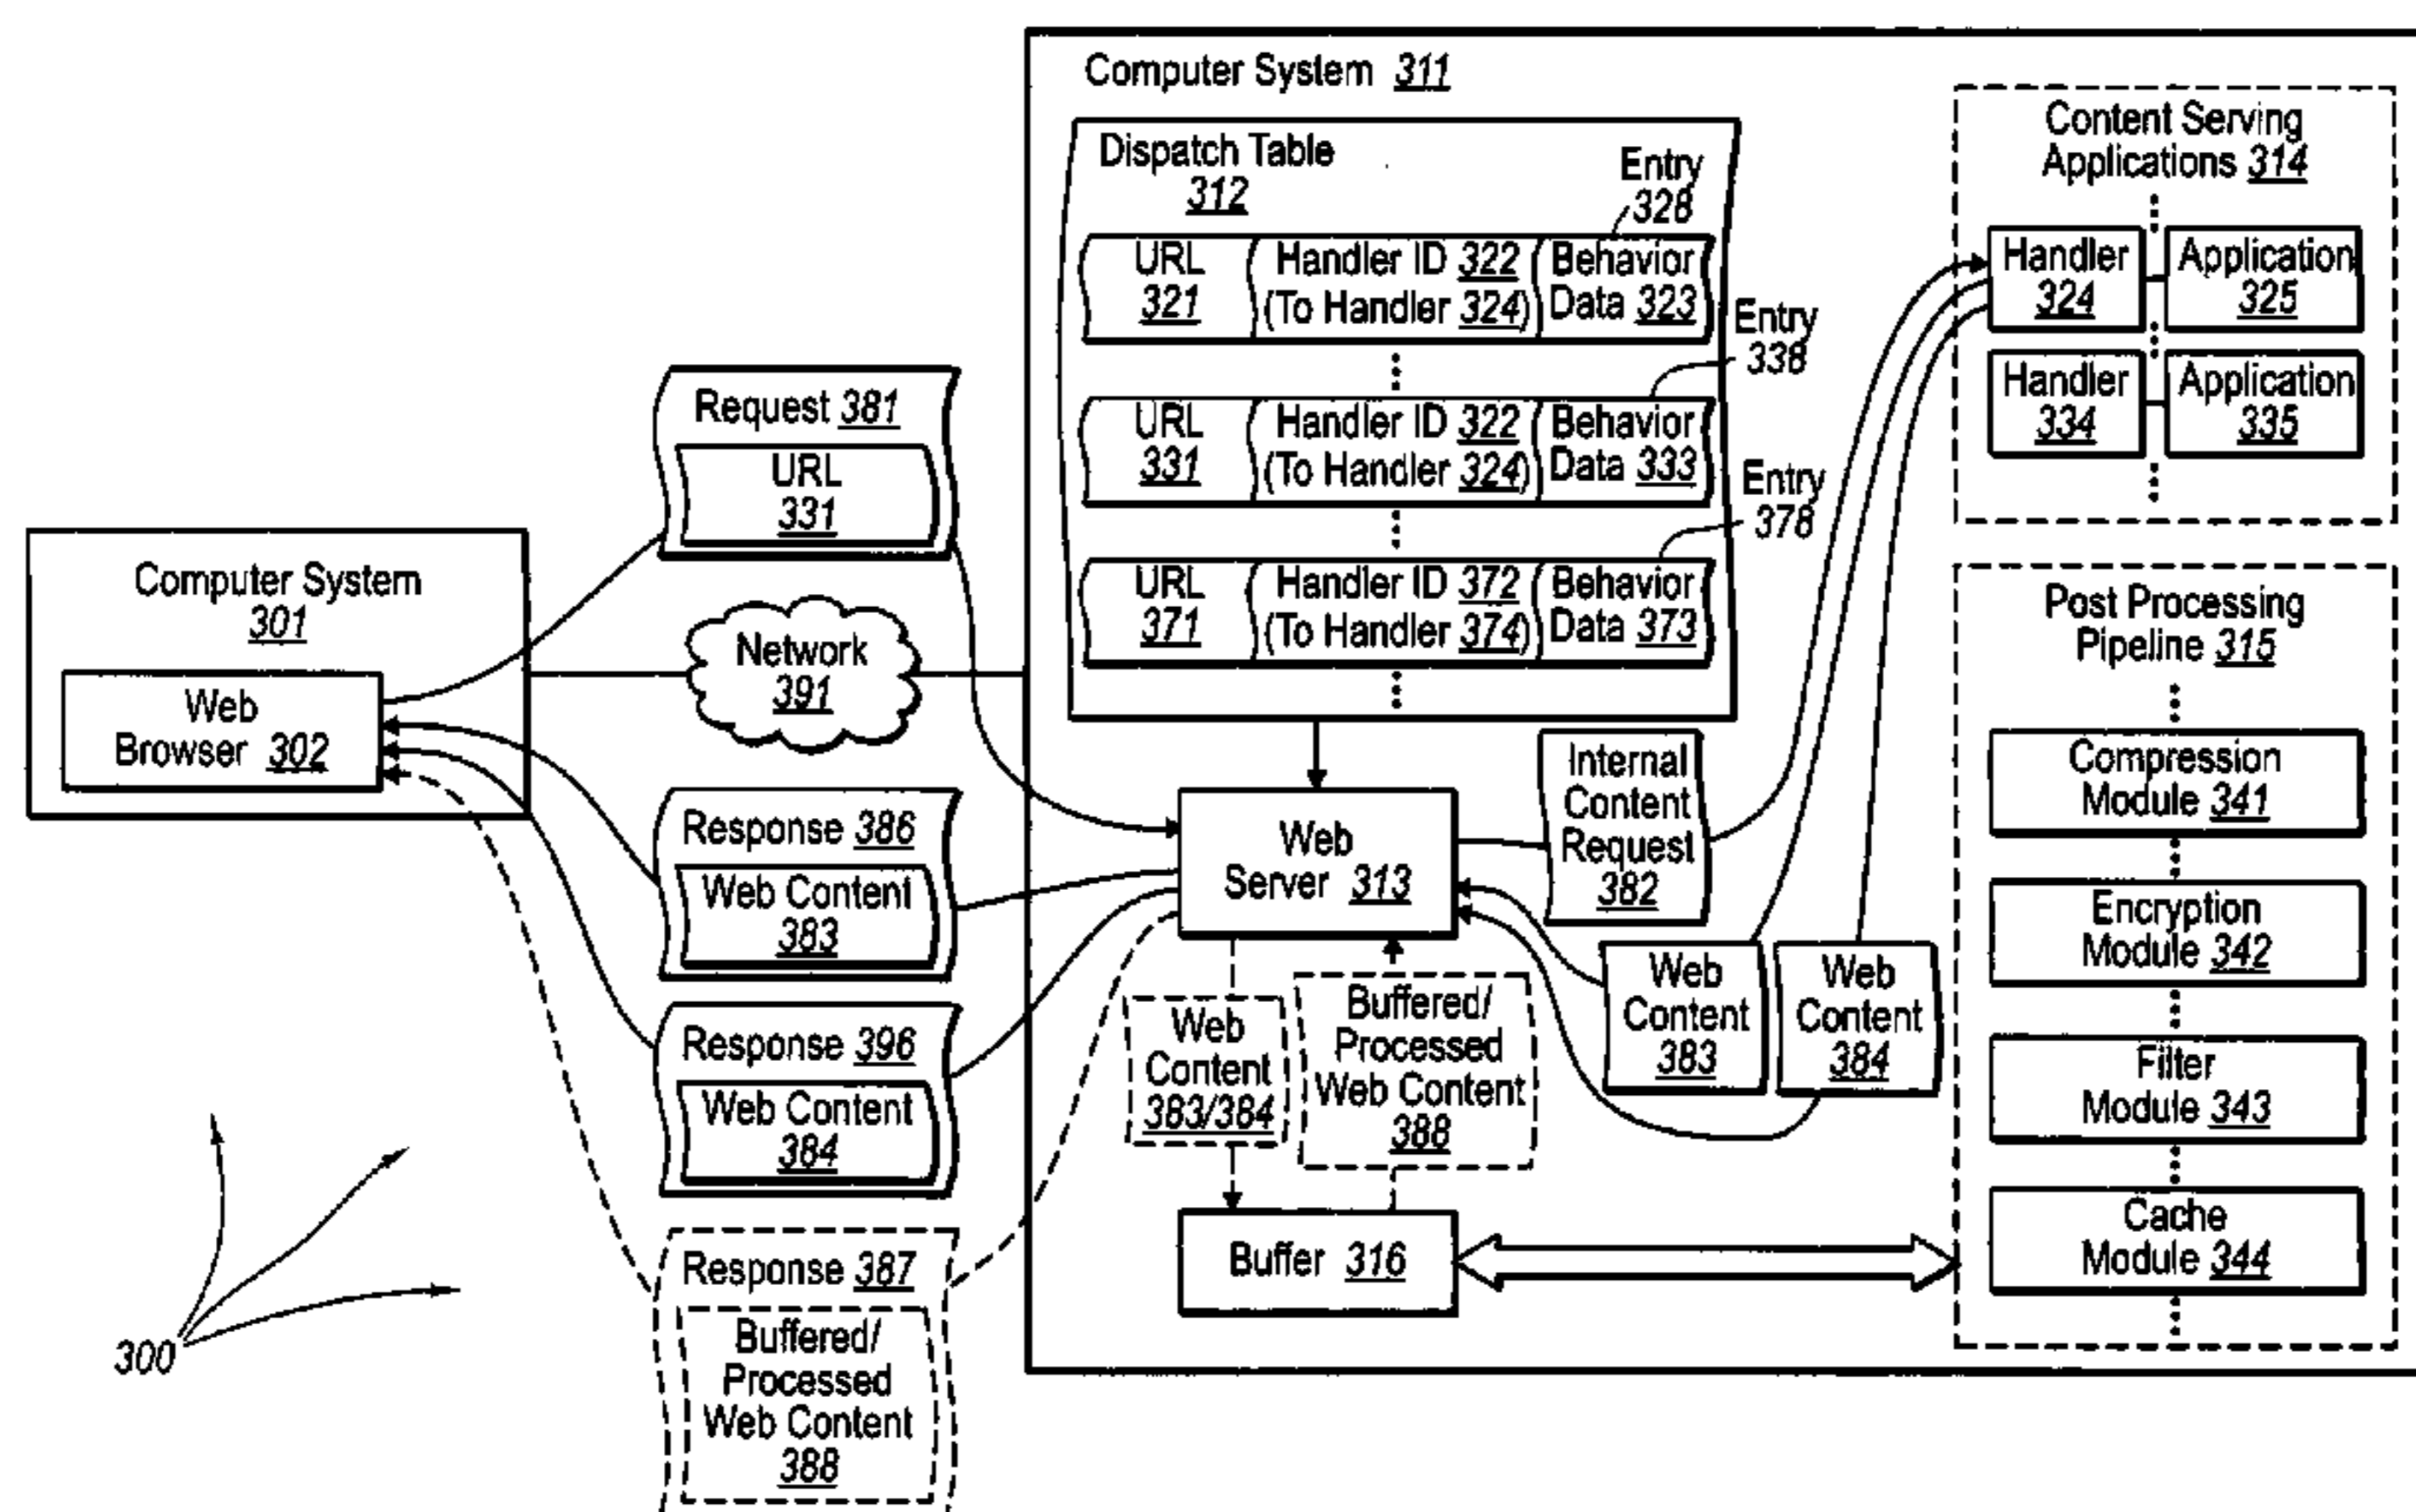 Computer System 311
Dispatch Table
312
Entry
328
URL
321
Handler ID 322
(To Handler 324)
Behavior
Data 323
Entry
338
URL
331
Handler ID 322
(To Handler 324)
Behavior
Data 333
Entry
378
URL
371
Handler ID 372
(To Handler 374)
Behavior
Data 373
Content Serving
Applications 314
Handler
324
Application
325
Handler
334
Application
335
Post Processing
Pipeline 315
Compression
Module 341
Encryption
Module 342
Filter
Module 343
Cache
Module 344
Request 381
URL
331
Computer System
301
Web
Browser 302
Network
391
Response 386
Web Content
383
Response 396
Web Content
384
Response 387
Buffered/
Processed
Web Content
388
Web
Server 313
Internal
Content
Request
382
Web
Content
383
Web
Content
384
Web
Content
383/384
Buffered/
Processed
Web Content
388
Buffer 316
300